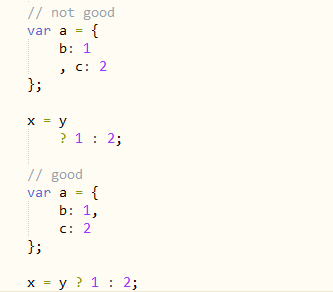 // not good
var a = {
    b: 1
    , c: 2
};

x = y
    ? 1 : 2;

// good
var a = {
    b: 1,
    c: 2
};

x = y ? 1 : 2;